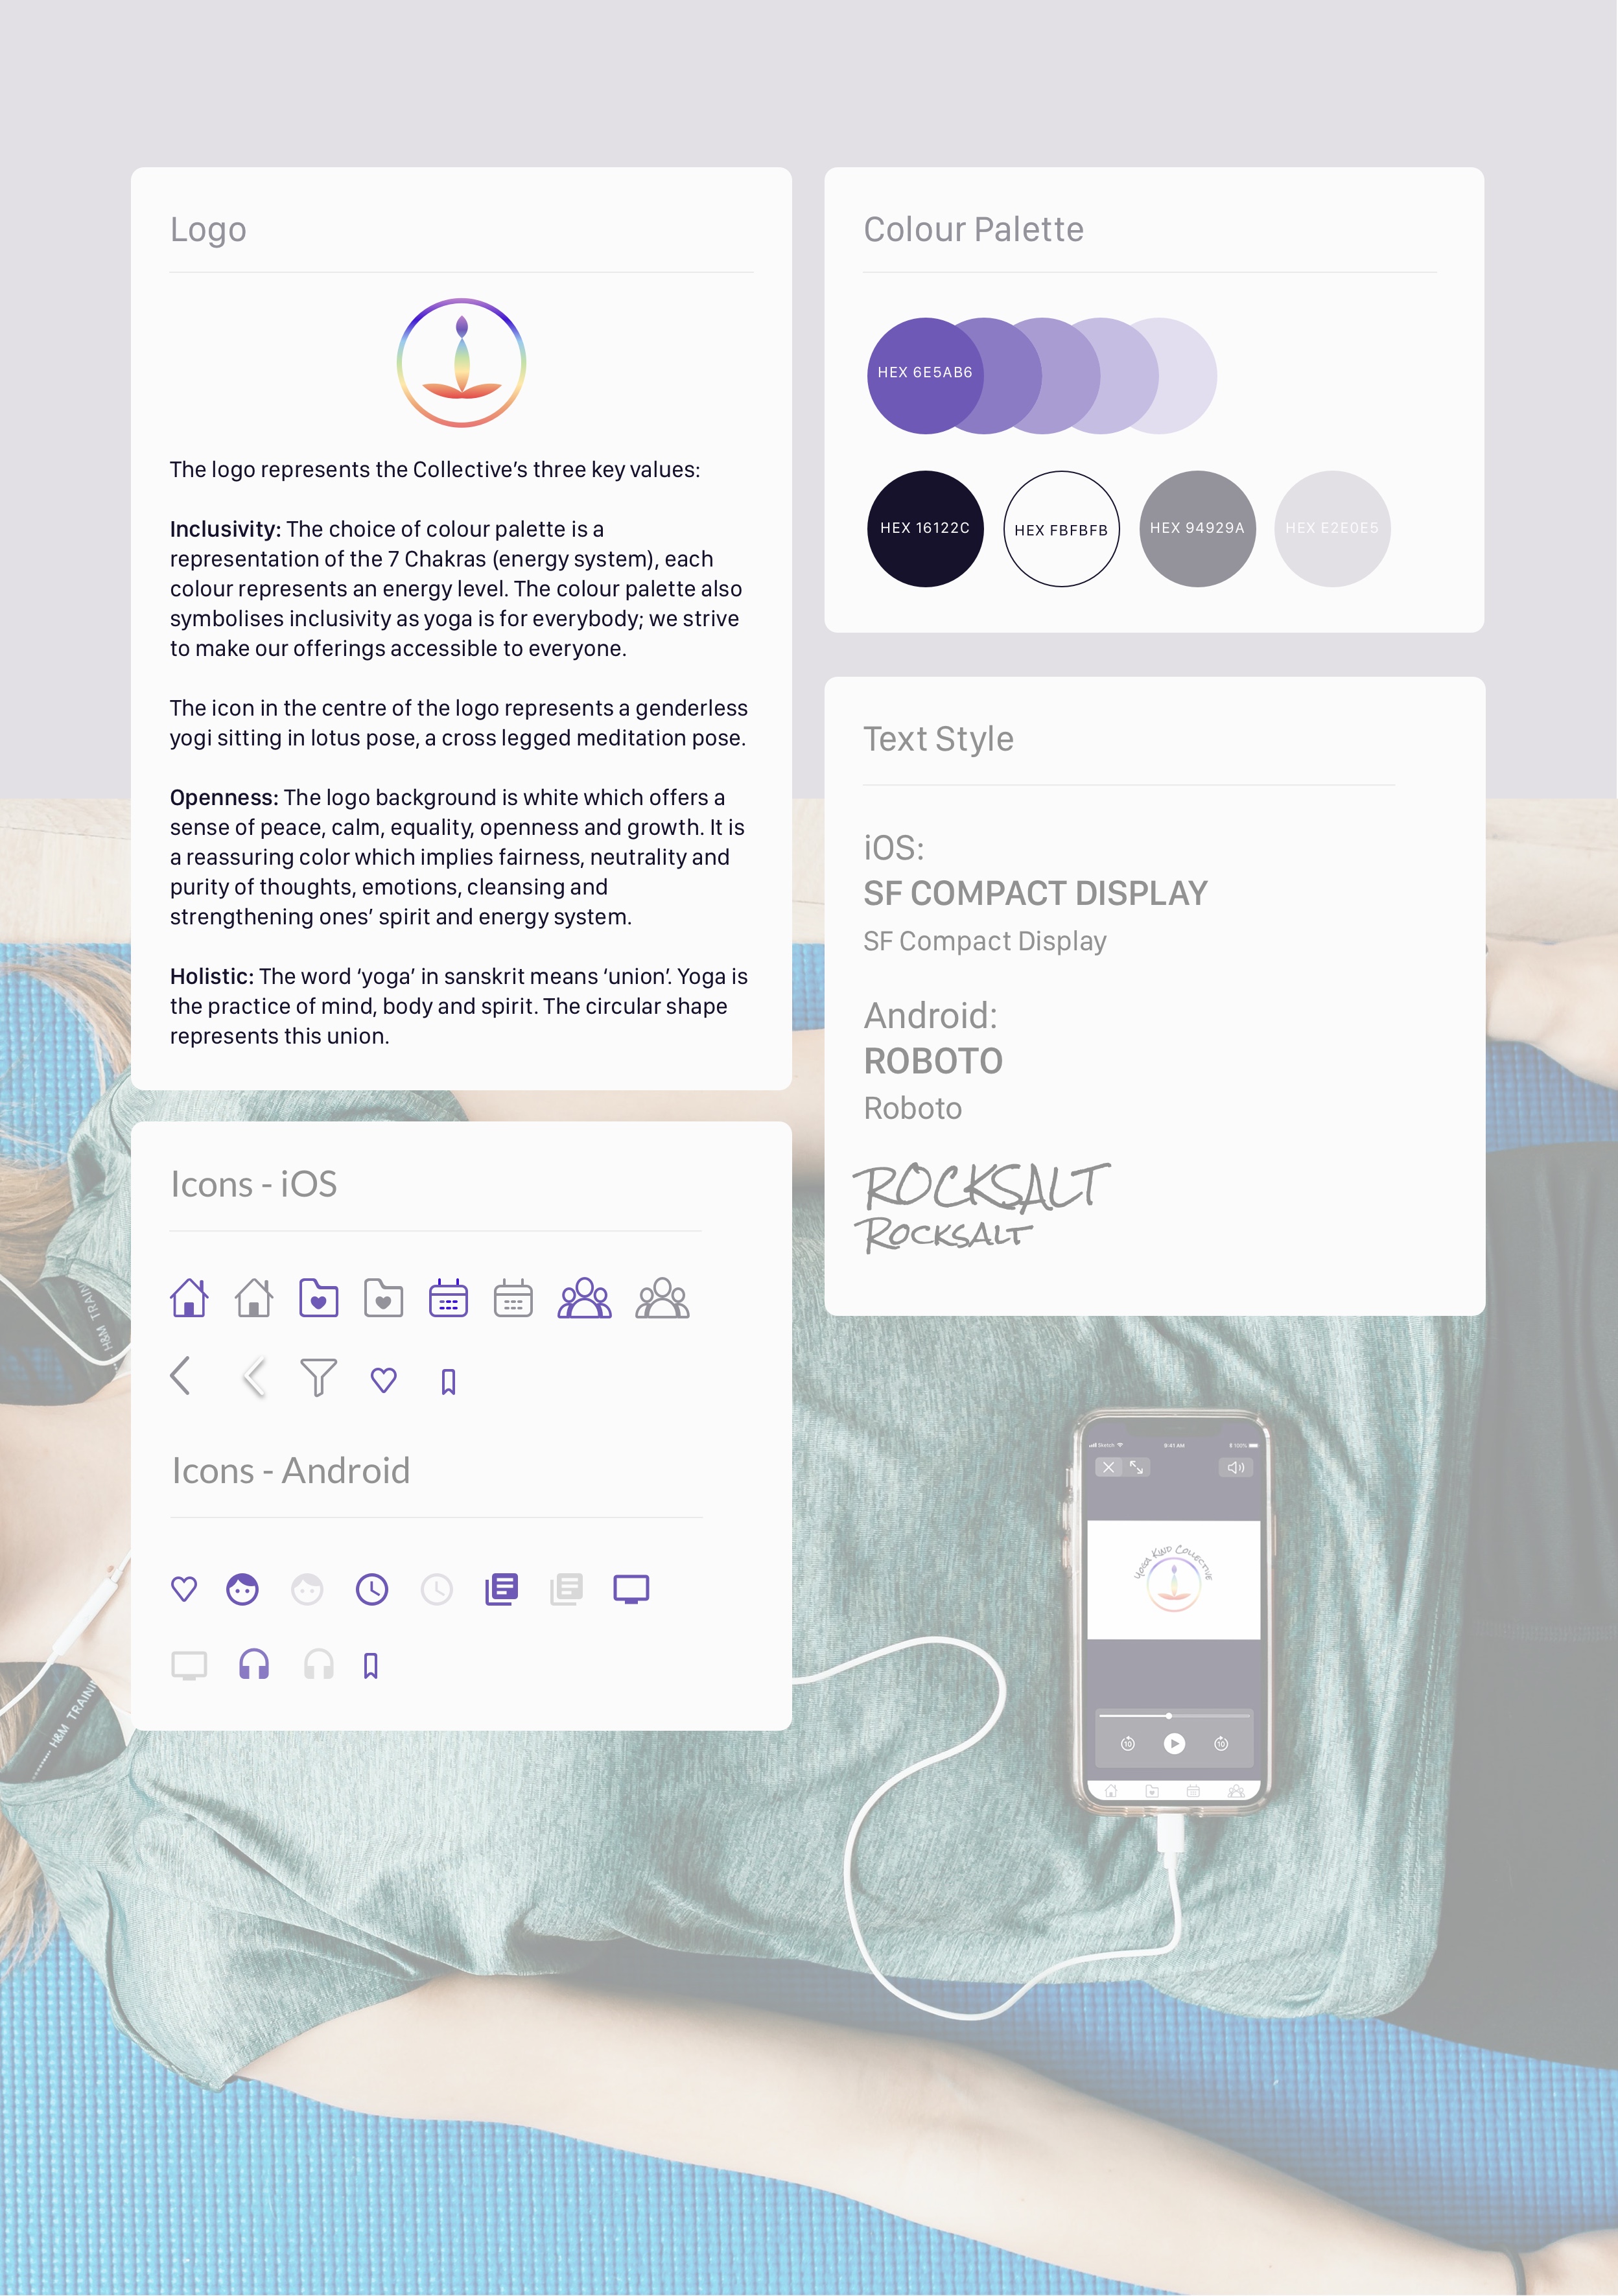 Logo
The logo represents the Collective’s three key values:
Inclusivity: The choice of colour palette is a
representation of the 7 Chakras (energy system), each
colour represents an energy level. The colour palette also
symbolises inclusivity as yoga is for everybody; we strive
to make our offerings accessible to everyone.
The icon in the centre of the logo represents a genderless
yogi sitting in lotus pose, a cross legged meditation pose.
Openness: The logo background is white which offers a
sense of peace, calm, equality, openness and growth. It is
a reassuring color which implies fairness, neutrality and
purity of thoughts, emotions, cleansing and
strengthening ones’ spirit and energy system.
Holistic: The word ‘yoga’ in sanskrit means ‘union’. Yoga is
the practice of mind, body and spirit. The circular shape
represents this union.
Colour Palette
HEX 6E5AB6
HEX 16122C
HEX FBFBFB
HEX 94929A
HEX E2E0E5
Text Style
iOS:
SF COMPACT DISPLAY
SF Compact Display
Android:
ROBOTO
Roboto
ROCKSALT
ROCKSALT
Icons - iOS
Icons - Android
H&M TRAIN
H&M TRAINI
Sketch
9:41 AM
100%
YOGA KIND COLLECTIVE
10
10